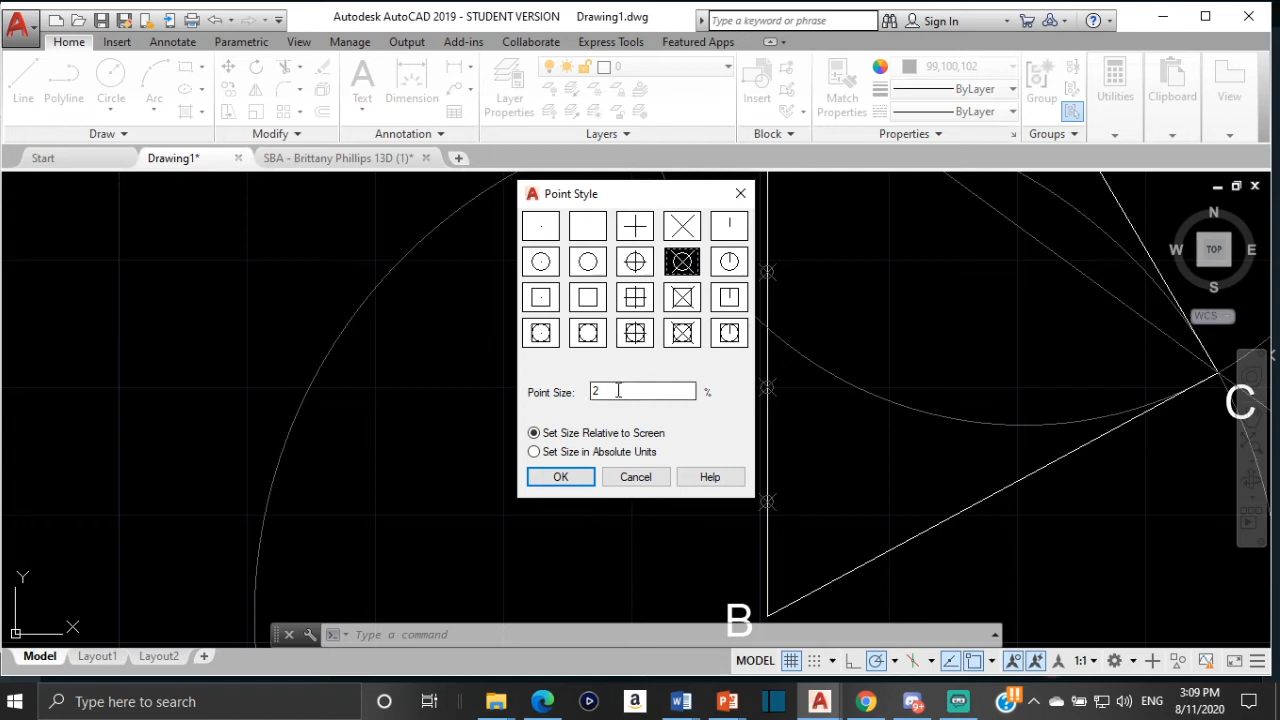 Autodesk AutoCAD 2019 - STUDENT VERSION Drawing1.dwg Type a keyword or phrase Sign In
Home Insert Annotate Parametric View Manage Output Add-ins Collaborate Express Tools Featured Apps
0 99,100,102
ByLayer
Line Polyline Circle Arc Text Dimension Layer Properties Insert Match Properties Group Utilities Clipboard View
ByLayer
Draw Modify Annotation Layers Block Properties Groups
Start Drawing1* SBA - Brittany Phillips 13D (1)*
Point Style
N
W TOP E
S
WCS
Point Size: 2 %
C
Set Size Relative to Screen
Set Size in Absolute Units
OK Cancel Help
Y
X
B
Type a command
Model Layout1 Layout2
MODEL 1:1
Type here to search
ENG
3:09 PM
8/11/2020